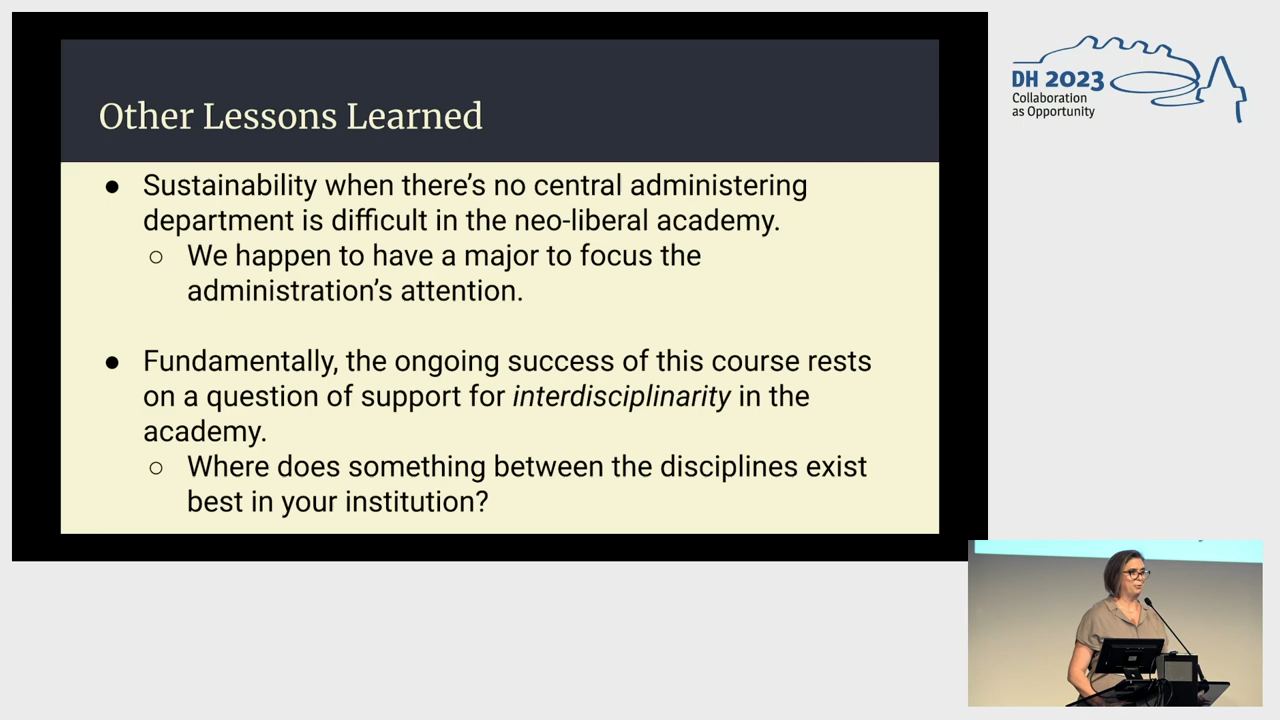 Other Lessons Learned
● Sustainability when there's no central administering
department is difficult in the neo-liberal academy.
○ We happen to have a major to focus the
administration's attention.
● Fundamentally, the ongoing success of this course rests
on a question of support for interdisciplinarity in the
academy.
○ Where does something between the disciplines exist
best in your institution?
DH 2023
Collaboration
as Opportunity